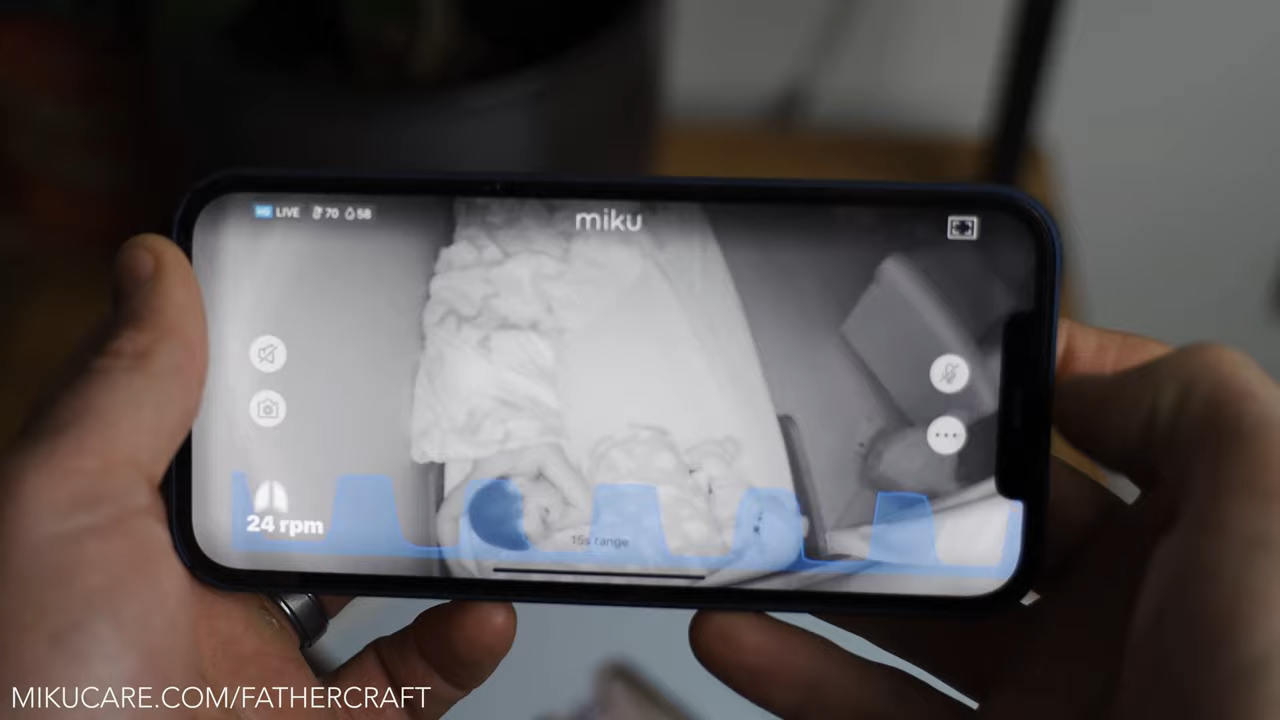 HD LIVE 70 58
miku
24 rpm
15s range
MIKUCARE.COM/FATHERCRAFT